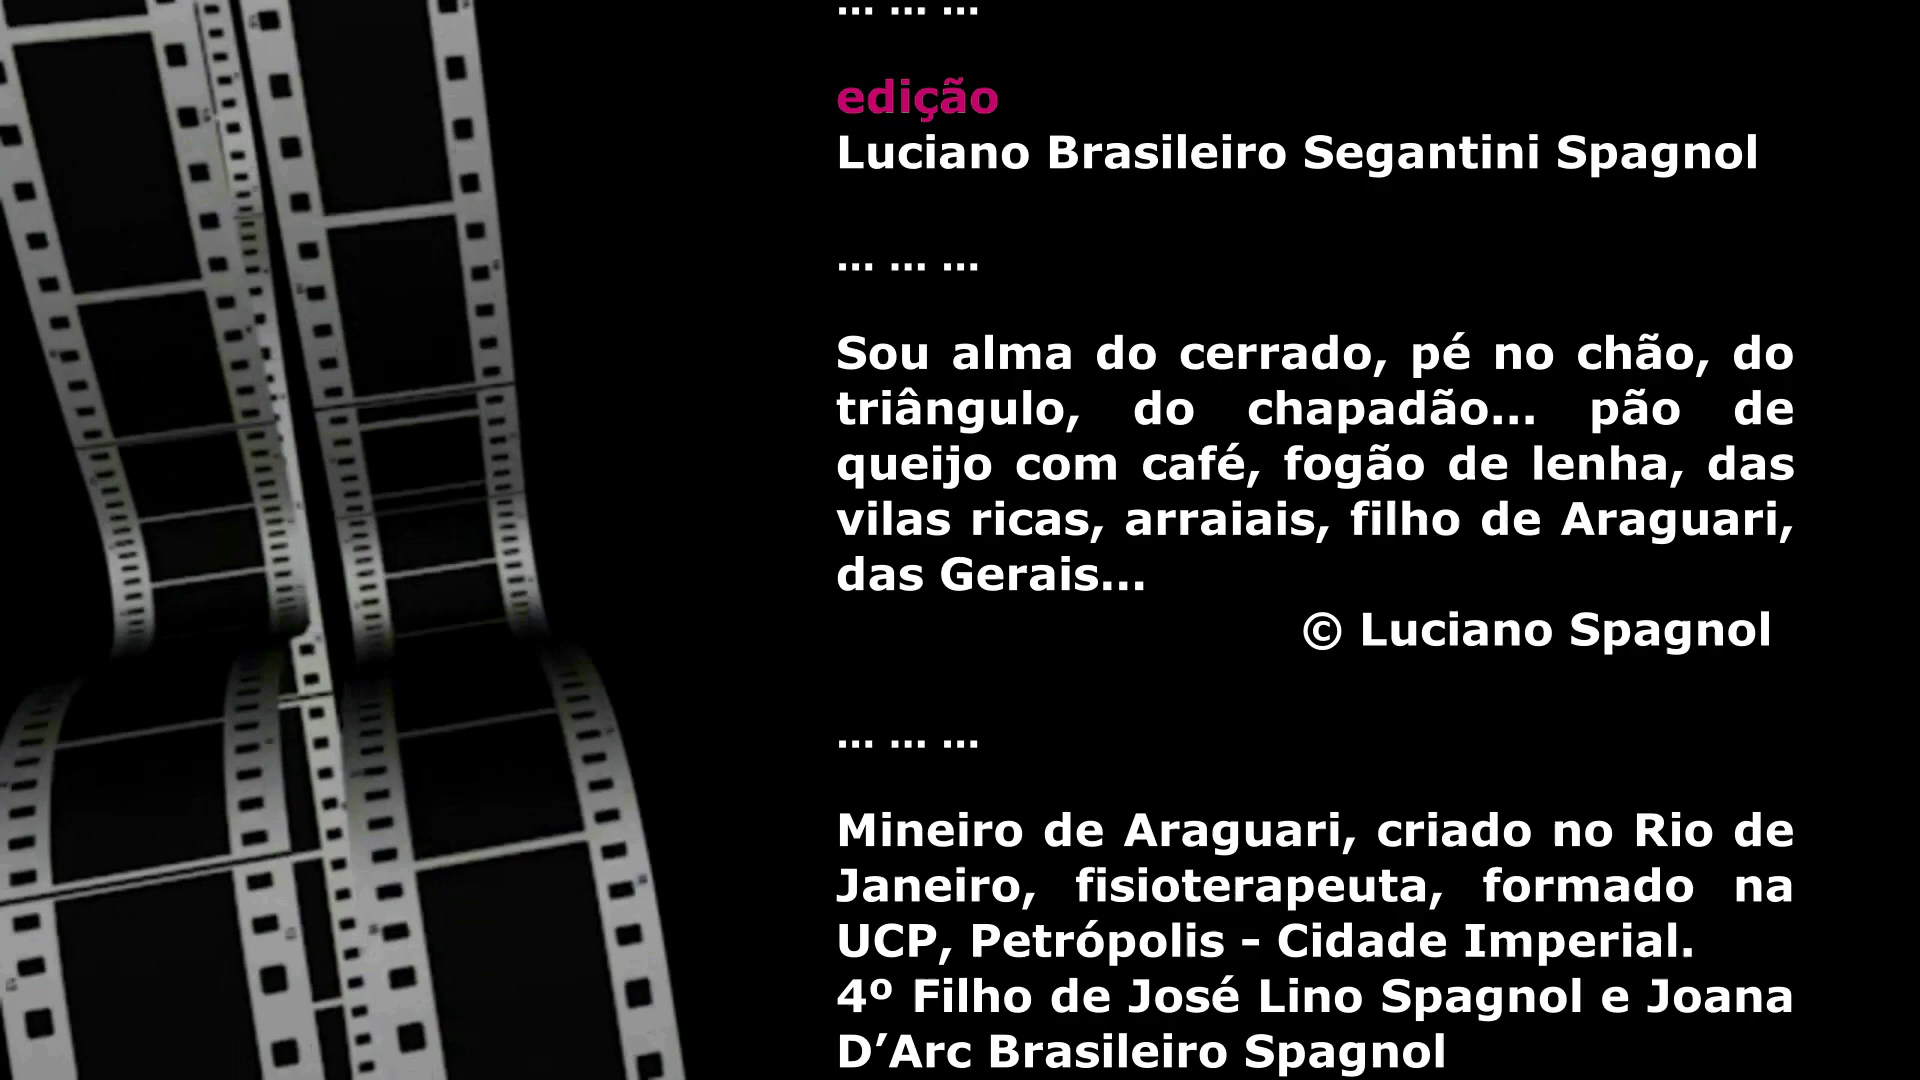 ... ... ...
edição
Luciano Brasileiro Segantini Spagnol
... ... ...
Sou alma do cerrado, pé no chão, do
triângulo, do chapadão... pão de
queijo com café, fogão de lenha, das
vilas ricas, arraiais, filho de Araguari,
das Gerais...
© Luciano Spagnol
... ... ...
Mineiro de Araguari, criado no Rio de
Janeiro, fisioterapeuta, formado na
UCP, Petrópolis – Cidade Imperial.
4º Filho de José Lino Spagnol e Joana
D’Arc Brasileiro Spagnol